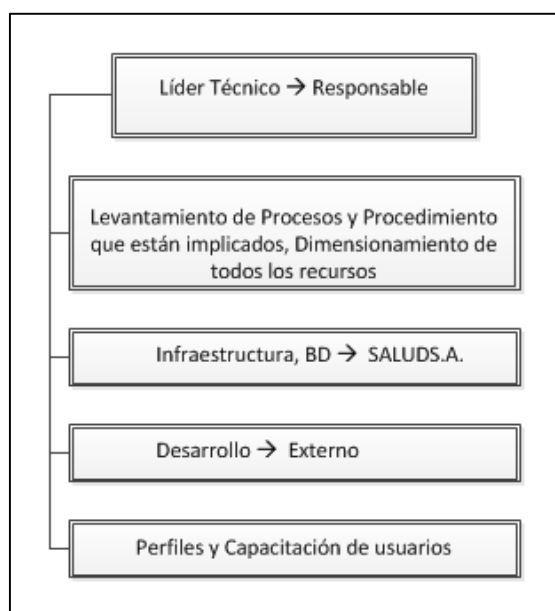 Líder Técnico → Responsable
Levantamiento de Procesos y Procedimiento
que están implicados, Dimensionamiento de
todos los recursos
Infraestructura, BD → SALUDS.A.
Desarrollo → Externo
Perfiles y Capacitación de usuarios